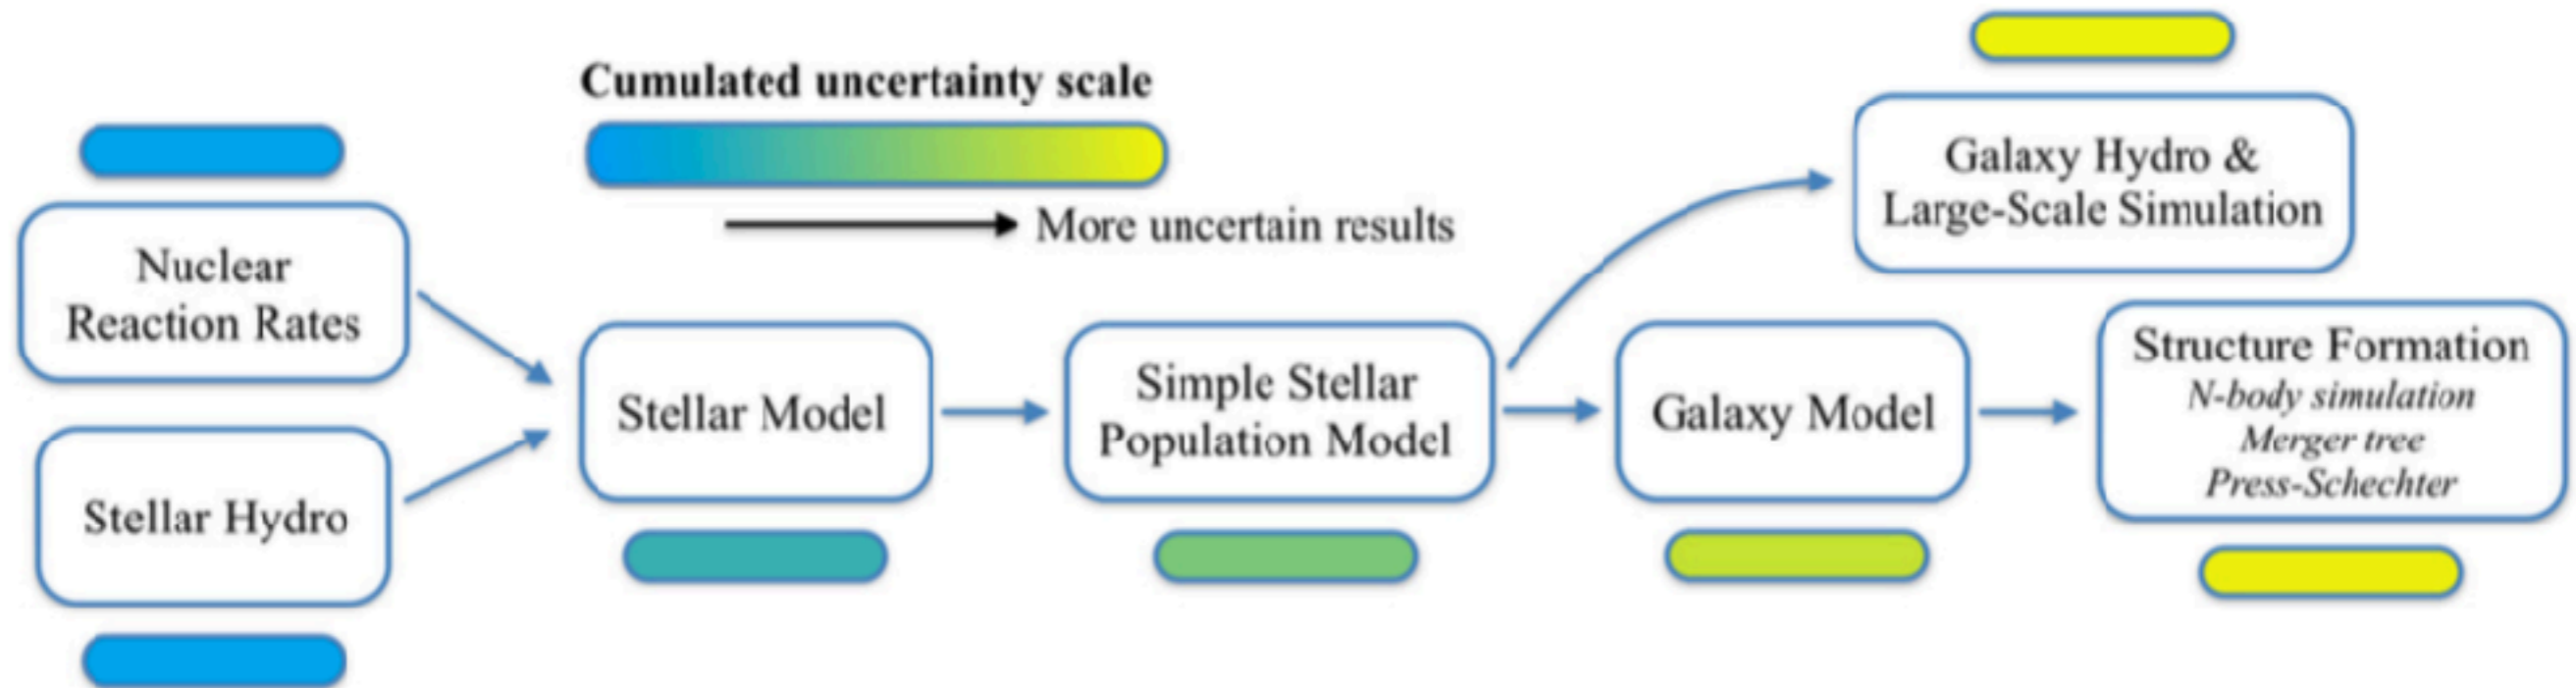 Cumulated uncertainty scale
More uncertain results
Nuclear
Reaction Rates
Stellar Hydro
Stellar Model
Simple Stellar
Population Model
Galaxy Hydro &
Large-Scale Simulation
Galaxy Model
Structure Formation
N-body simulation
Merger tree
Press-Schechter